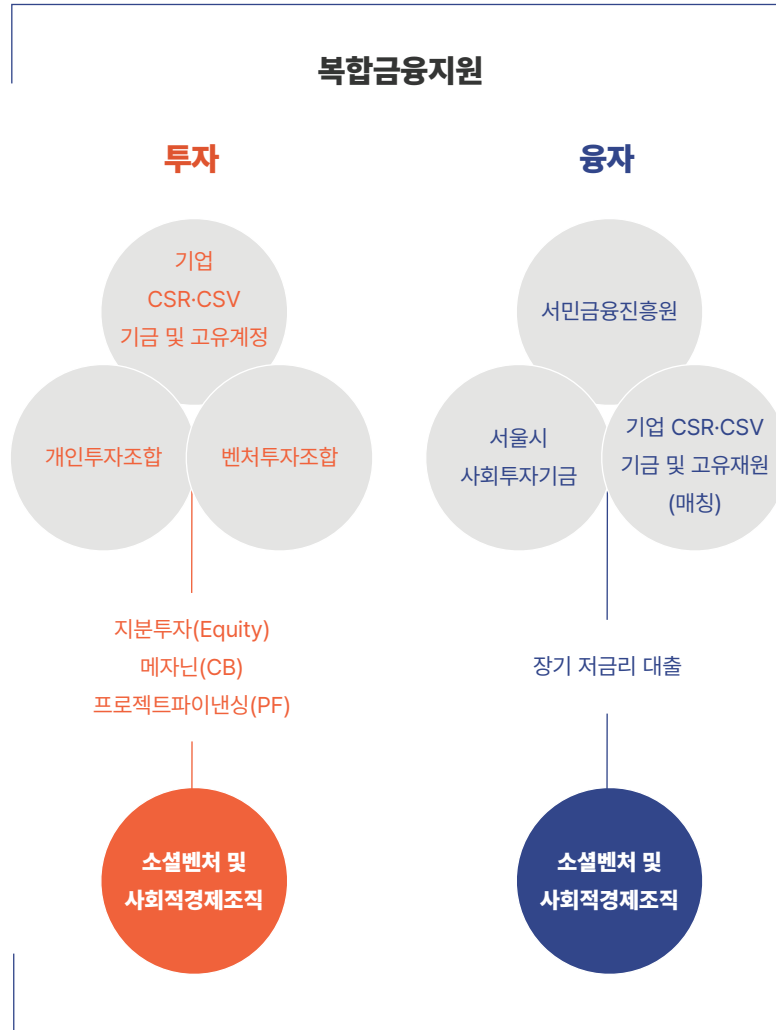 복합금융지원
투자
기업
CSR·CSV
기금 및 고유계정
개인투자조합
벤처투자조합
지분투자(Equity)
메자닌(CB)
프로젝트파이낸싱(PF)
소셜벤처 및
사회적경제조직
융자
서민금융진흥원
서울시
사회투자기금
기업 CSR·CSV
기금 및 고유재원
(매칭)
장기 저금리 대출
소셜벤처 및
사회적경제조직